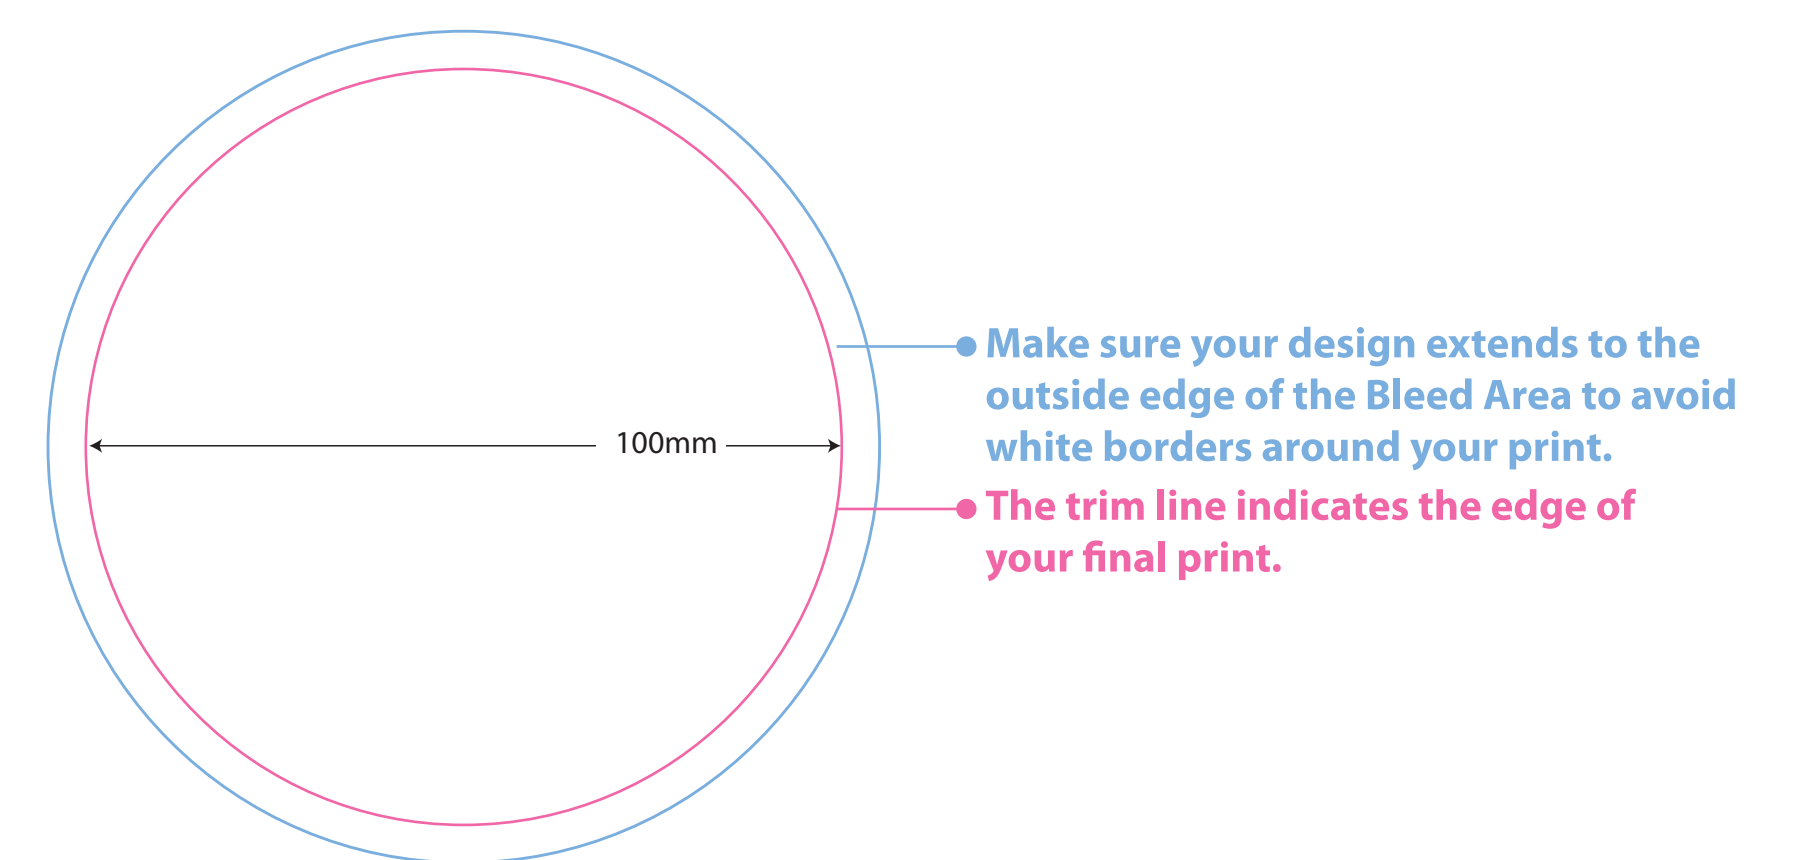 100mm
Make sure your design extends to the
outside edge of the Bleed Area to avoid
white borders around your print.
The trim line indicates the edge of
your final print.